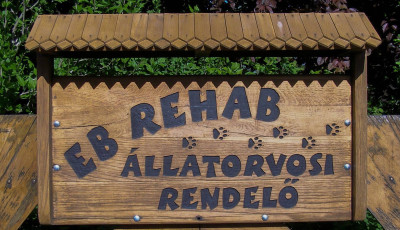 EB REHAB
ÁLLATORVOSI
RENDELŐ